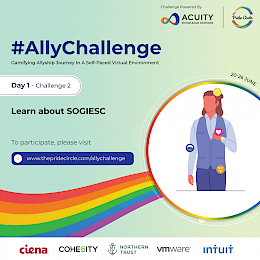 Challenge Powered By
ACUITY
Pride Circle
#AllyChallenge
Gamifying Allyship Journey In A Self-Paced Virtual Environment
Day 1 - Challenge 2
20-26 JUNE
Learn about SOGIESC
To participate, please visit
www.thepridecircle.com/allychallenge
ciena
COHESITY
NORTHERN
TRUST
vmware
INTUIT